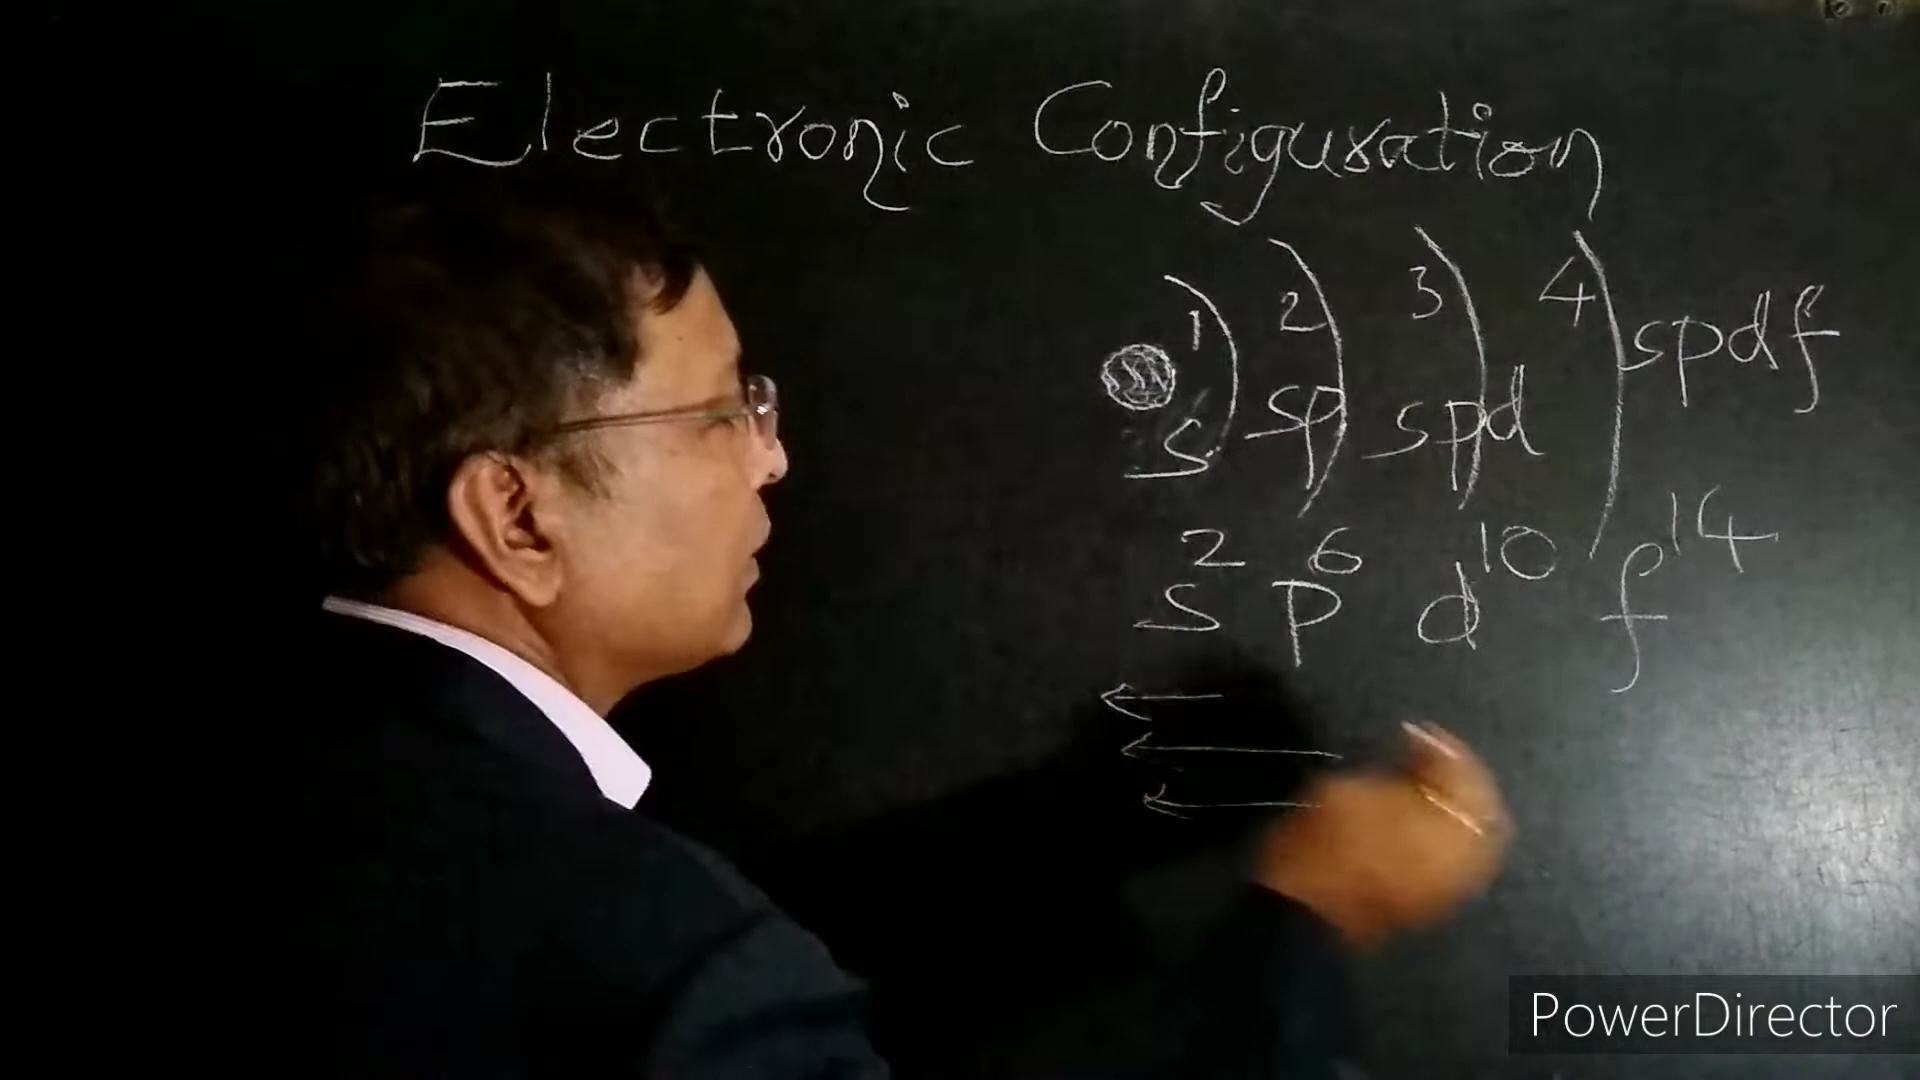 Electronic Configuration
1 2 3 4
s sp spd spdf
s² p⁶ d¹⁰ f¹⁴
PowerDirector